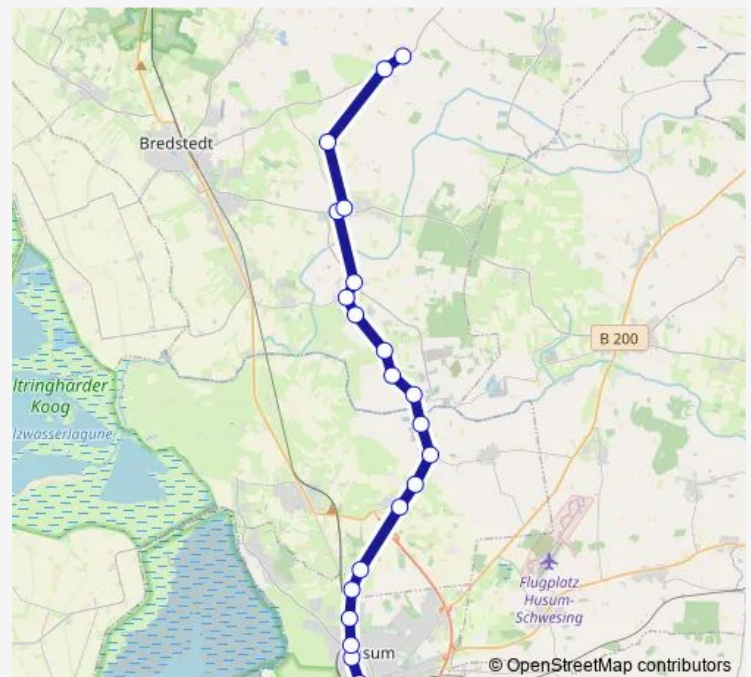 Bredstedt
B 200
ltringharder
Koog
lzwasserlagune
Flugplatz
Husum-
Schwesing
sum
© OpenStreetMap contributors